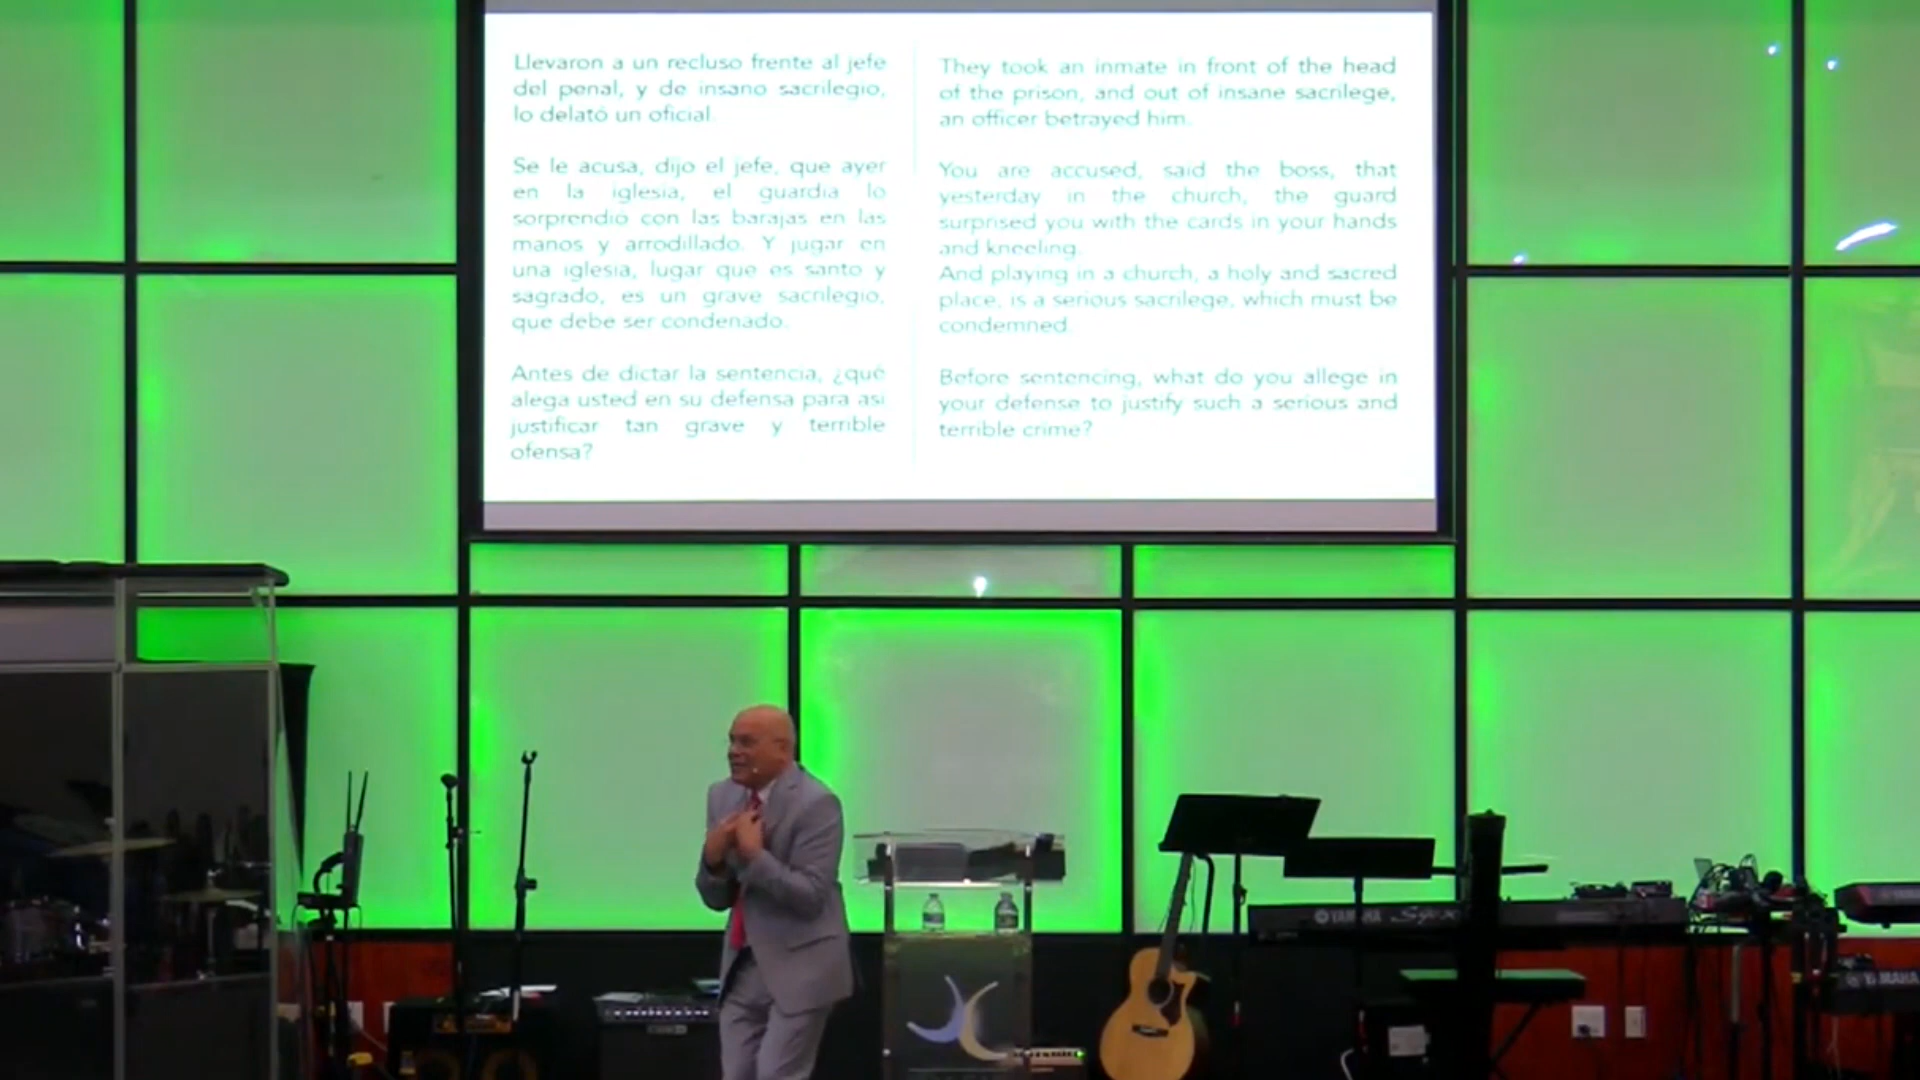 Llevaron a un recluso frente al jefe
del penal, y de insano sacrilegio,
lo delató un oficial.
Se le acusa, dijo el jefe, que ayer
en la iglesia, el guardia lo
sorprendió con las barajas en las
manos y arrodillado. Y jugar en
una iglesia, lugar que es santo y
sagrado, es un grave sacrilegio,
que debe ser condenado.
Antes de dictar la sentencia, ¿qué
alega usted en su defensa para así
justificar tan grave y terrible
ofensa?
They took an inmate in front of the head
of the prison, and out of insane sacrilege,
an officer betrayed him.
You are accused, said the boss, that
yesterday in the church, the guard
surprised you with the cards in your hands
and kneeling.
And playing in a church, a holy and sacred
place, is a serious sacrilege, which must be
condemned.
Before sentencing, what do you allege in
your defense to justify such a serious and
terrible crime?
YAMAHA
YAMAHA